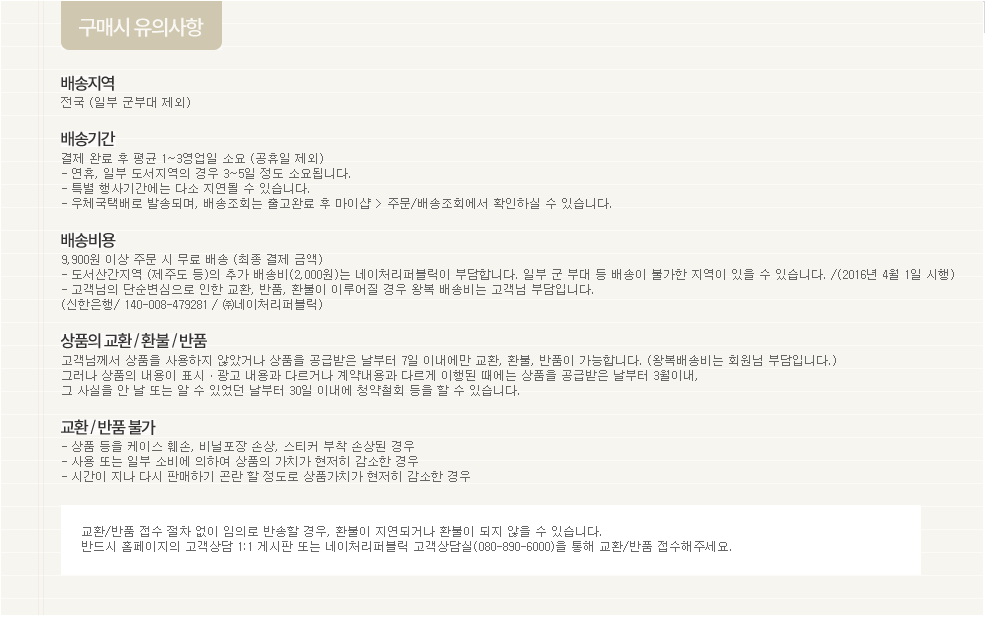 구매시 유의사항
배송지역
전국 (일부 군부대 제외)
배송기간
결제 완료 후 평균 1~3영업일 소요 (공휴일 제외)
- 연휴, 일부 도서지역의 경우 3~5일 정도 소요됩니다.
- 특별 행사기간에는 다소 지연될 수 있습니다.
- 우체국택배로 발송되며, 배송조회는 출고완료 후 마이샵 > 주문/배송조회에서 확인하실 수 있습니다.
배송비용
9,900원 이상 주문 시 무료 배송 (최종 결제 금액)
- 도서산간지역 (제주도 등)의 추가 배송비(2,000원)는 네이처리퍼블릭이 부담합니다. 일부 군 부대 등 배송이 불가한 지역이 있을 수 있습니다. /(2016년 4월 1일 시행)
- 고객님의 단순변심으로 인한 교환, 반품, 환불이 이루어질 경우 왕복 배송비는 고객님 부담입니다.
(신한은행/ 140-008-479281 / ㈜네이처리퍼블릭)
상품의 교환 / 환불 / 반품
고객님께서 상품을 사용하지 않았거나 상품을 공급받은 날부터 7일 이내에만 교환, 환불, 반품이 가능합니다. (왕복배송비는 회원님 부담입니다.)
그러나 상품의 내용이 표시ㆍ광고 내용과 다르거나 계약내용과 다르게 이행된 때에는 상품을 공급받은 날부터 3월이내,
그 사실을 안 날 또는 알 수 있었던 날부터 30일 이내에 청약철회 등을 할 수 있습니다.
교환 / 반품 불가
- 상품 등을 케이스 훼손, 비닐포장 손상, 스티커 부착 손상된 경우
- 사용 또는 일부 소비에 의하여 상품의 가치가 현저히 감소한 경우
- 시간이 지나 다시 판매하기 곤란 할 정도로 상품가치가 현저히 감소한 경우
교환/반품 접수 절차 없이 임의로 반송할 경우, 환불이 지연되거나 환불이 되지 않을 수 있습니다.
반드시 홈페이지의 고객상담 1:1 게시판 또는 네이처리퍼블릭 고객상담실(080-890-6000)을 통해 교환/반품 접수해주세요.